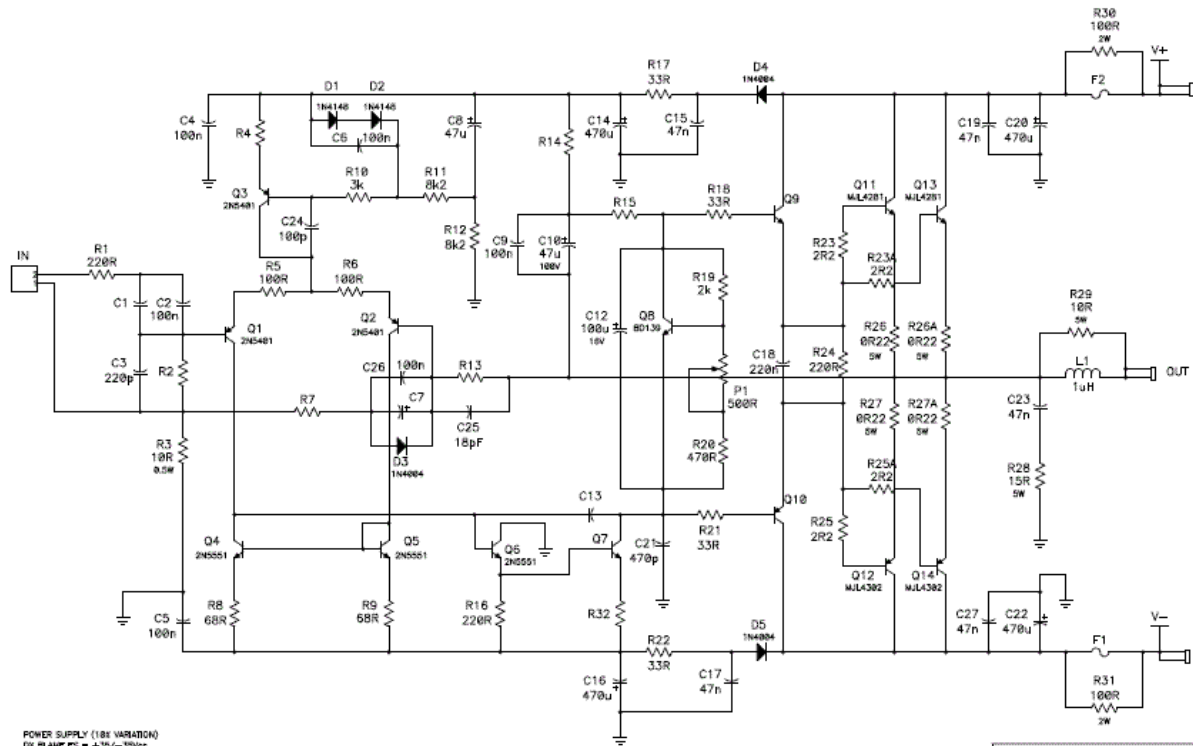 R30
100R
2W
V+
F2
R17
33R
D4
1N4004
D1
D2
1N4148
1N4148
C6
100n
C4
100n
R4
C8
47u
R14
C14
470u
C15
47n
C19
47n
C20
470u
Q3
2N5401
R10
3k
R11
8k2
R12
8k2
C24
100p
R15
R18
33R
Q9
Q11
MJL4281
Q13
MJL4281
C9
100n
C10
47u
100V
R23
2R2
R23A
2R2
IN
2
1
R1
220R
C1
C2
100n
R5
100R
R6
100R
R19
2k
Q1
2N5401
Q2
2N5401
C12
100u
16V
Q8
BD139
C18
220n
R24
220R
R26
0R22
5W
R26A
0R22
5W
R29
10R
5W
L1
1uH
OUT
C3
220p
R2
C26
100n
R13
P1
500R
R7
C7
C25
18pF
D3
1N4004
R27
0R22
5W
R27A
0R22
5W
C23
47n
R3
10R
0.5W
R20
470R
R25A
2R2
R28
15R
5W
C13
Q10
R25
2R2
Q4
2N5551
Q5
2N5551
Q6
2N5551
Q7
C21
470p
R21
33R
Q12
MJL4302
Q14
MJL4302
C5
100n
R8
68R
R9
68R
R16
220R
R32
R22
33R
D5
1N4004
C27
47n
C22
470u
V-
F1
C16
470u
C17
47n
R31
100R
2W
POWER SUPPLY (10% VARIATION)